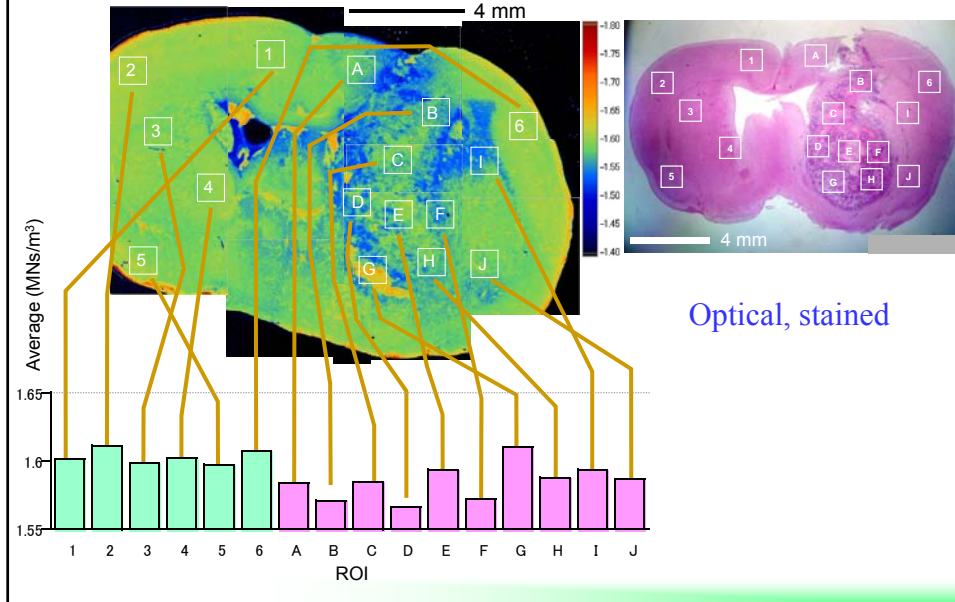 4 mm
1
2
3
4
5
6
A
B
C
D
E
F
G
H
I
J
-1.80
-1.75
-1.70
-1.65
-1.60
-1.55
-1.50
-1.45
-1.40
1
2
3
4
5
6
A
B
C
D
E
F
G
H
I
J
4 mm
Optical, stained
Average (MNs/m³)
1.65
1.6
1.55
1 2 3 4 5 6 A B C D E F G H I J
ROI